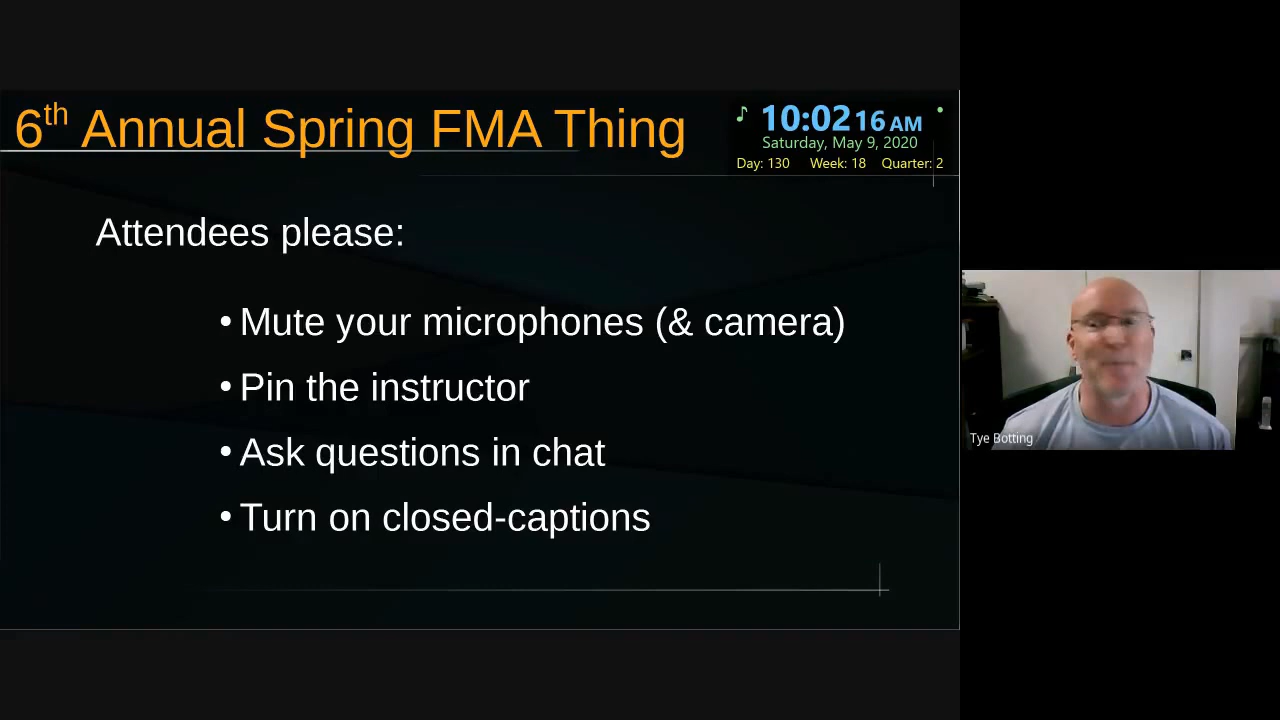 6th Annual Spring FMA Thing
10:02 16 AM
Saturday, May 9, 2020
Day: 130 Week: 18 Quarter: 2
Attendees please:
• Mute your microphones (& camera)
• Pin the instructor
• Ask questions in chat
• Turn on closed-captions
Tye Botting